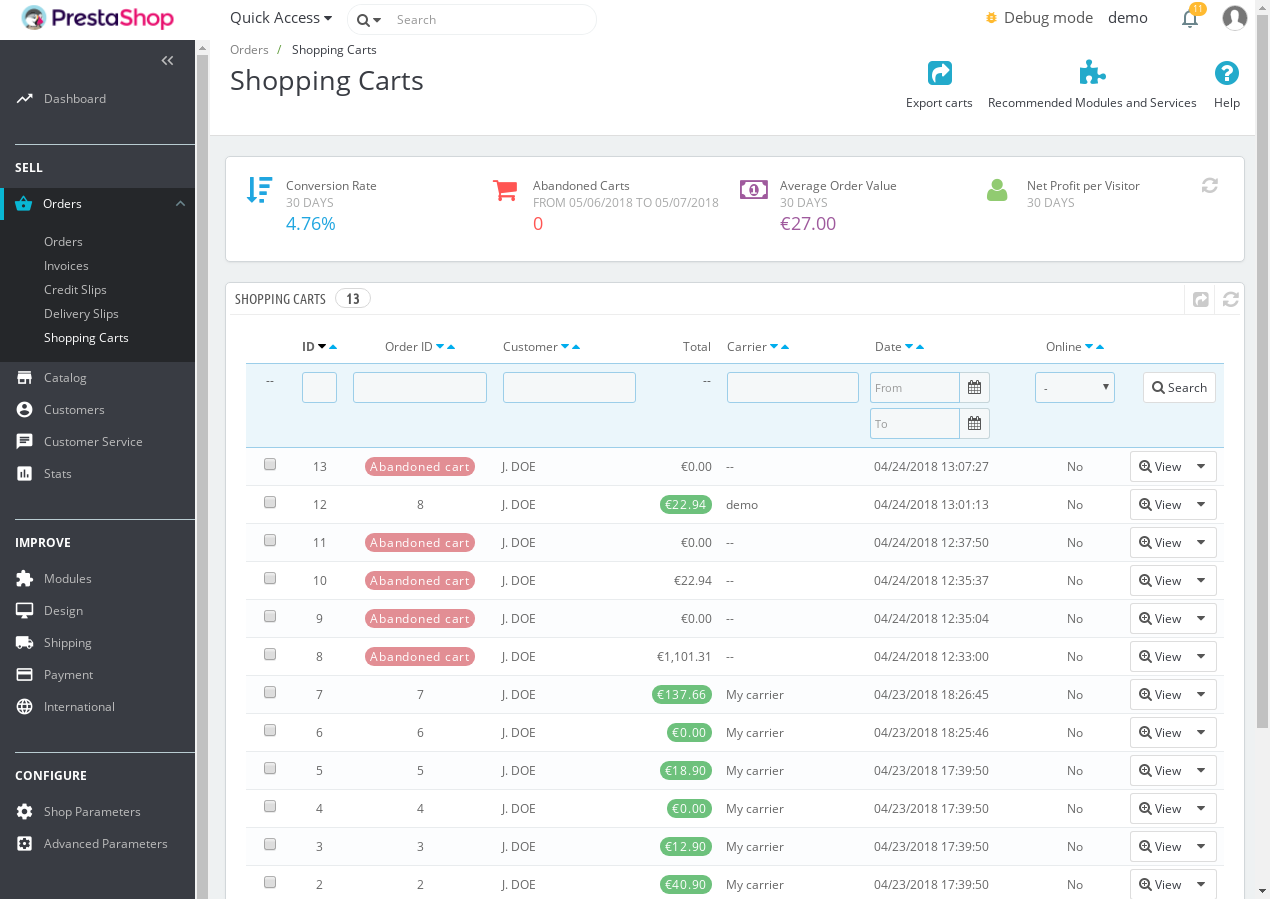 PrestaShop
Quick Access
Search
Debug mode
demo
11
Orders / Shopping Carts
Shopping Carts
Export carts
Recommended Modules and Services
Help
Dashboard
SELL
Orders
Orders
Invoices
Credit Slips
Delivery Slips
Shopping Carts
Catalog
Customers
Customer Service
Stats
IMPROVE
Modules
Design
Shipping
Payment
International
CONFIGURE
Shop Parameters
Advanced Parameters
Conversion Rate
30 DAYS
4.76%
Abandoned Carts
FROM 05/06/2018 TO 05/07/2018
0
Average Order Value
30 DAYS
€27.00
Net Profit per Visitor
30 DAYS
SHOPPING CARTS 13
ID Order ID Customer Total Carrier Date Online
-- -- From - Search
To
13 Abandoned cart J. DOE €0.00 -- 04/24/2018 13:07:27 No View
12 8 J. DOE €22.94 demo 04/24/2018 13:01:13 No View
11 Abandoned cart J. DOE €0.00 -- 04/24/2018 12:37:50 No View
10 Abandoned cart J. DOE €22.94 -- 04/24/2018 12:35:37 No View
9 Abandoned cart J. DOE €0.00 -- 04/24/2018 12:35:04 No View
8 Abandoned cart J. DOE €1,101.31 -- 04/24/2018 12:33:00 No View
7 7 J. DOE €137.66 My carrier 04/23/2018 18:26:45 No View
6 6 J. DOE €0.00 My carrier 04/23/2018 18:25:46 No View
5 5 J. DOE €18.90 My carrier 04/23/2018 17:39:50 No View
4 4 J. DOE €0.00 My carrier 04/23/2018 17:39:50 No View
3 3 J. DOE €12.90 My carrier 04/23/2018 17:39:50 No View
2 2 J. DOE €40.90 My carrier 04/23/2018 17:39:50 No View